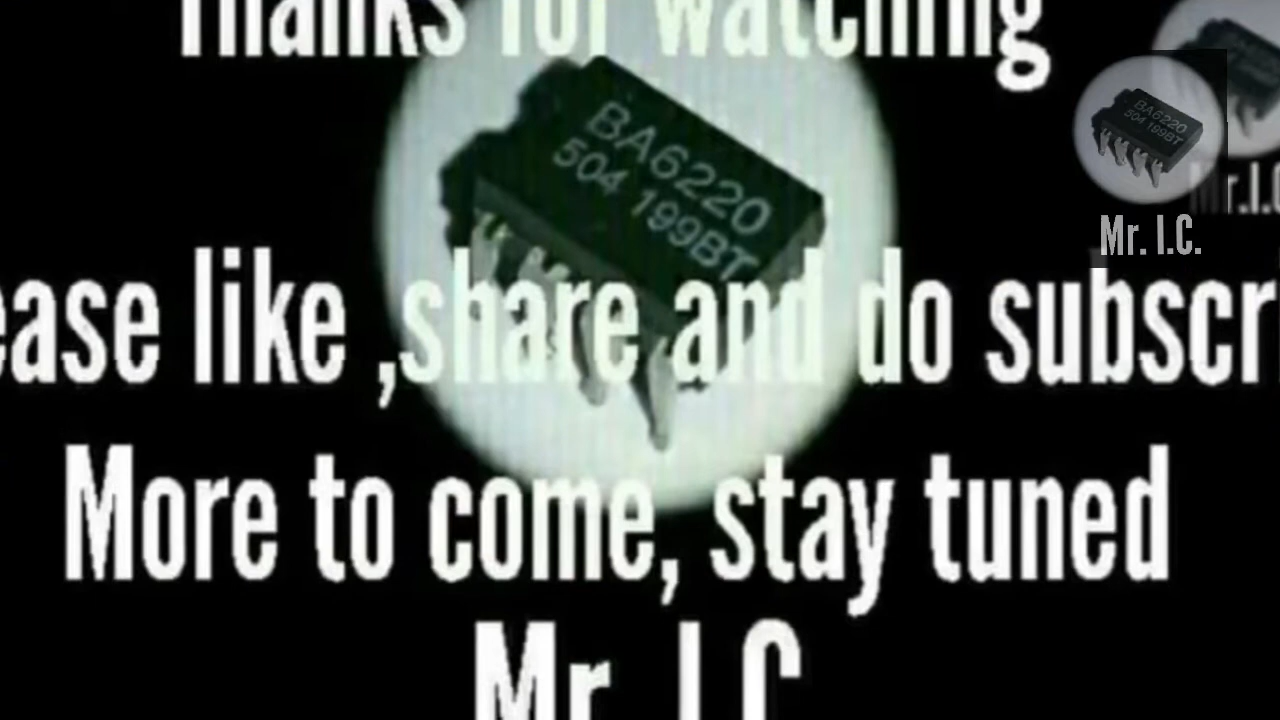 Thanks for watching
BA6220
504 199BT
BA6220
504 199BT
Mr. I.C.
ease like ,share and do subscr
More to come, stay tuned
Mr. I.C